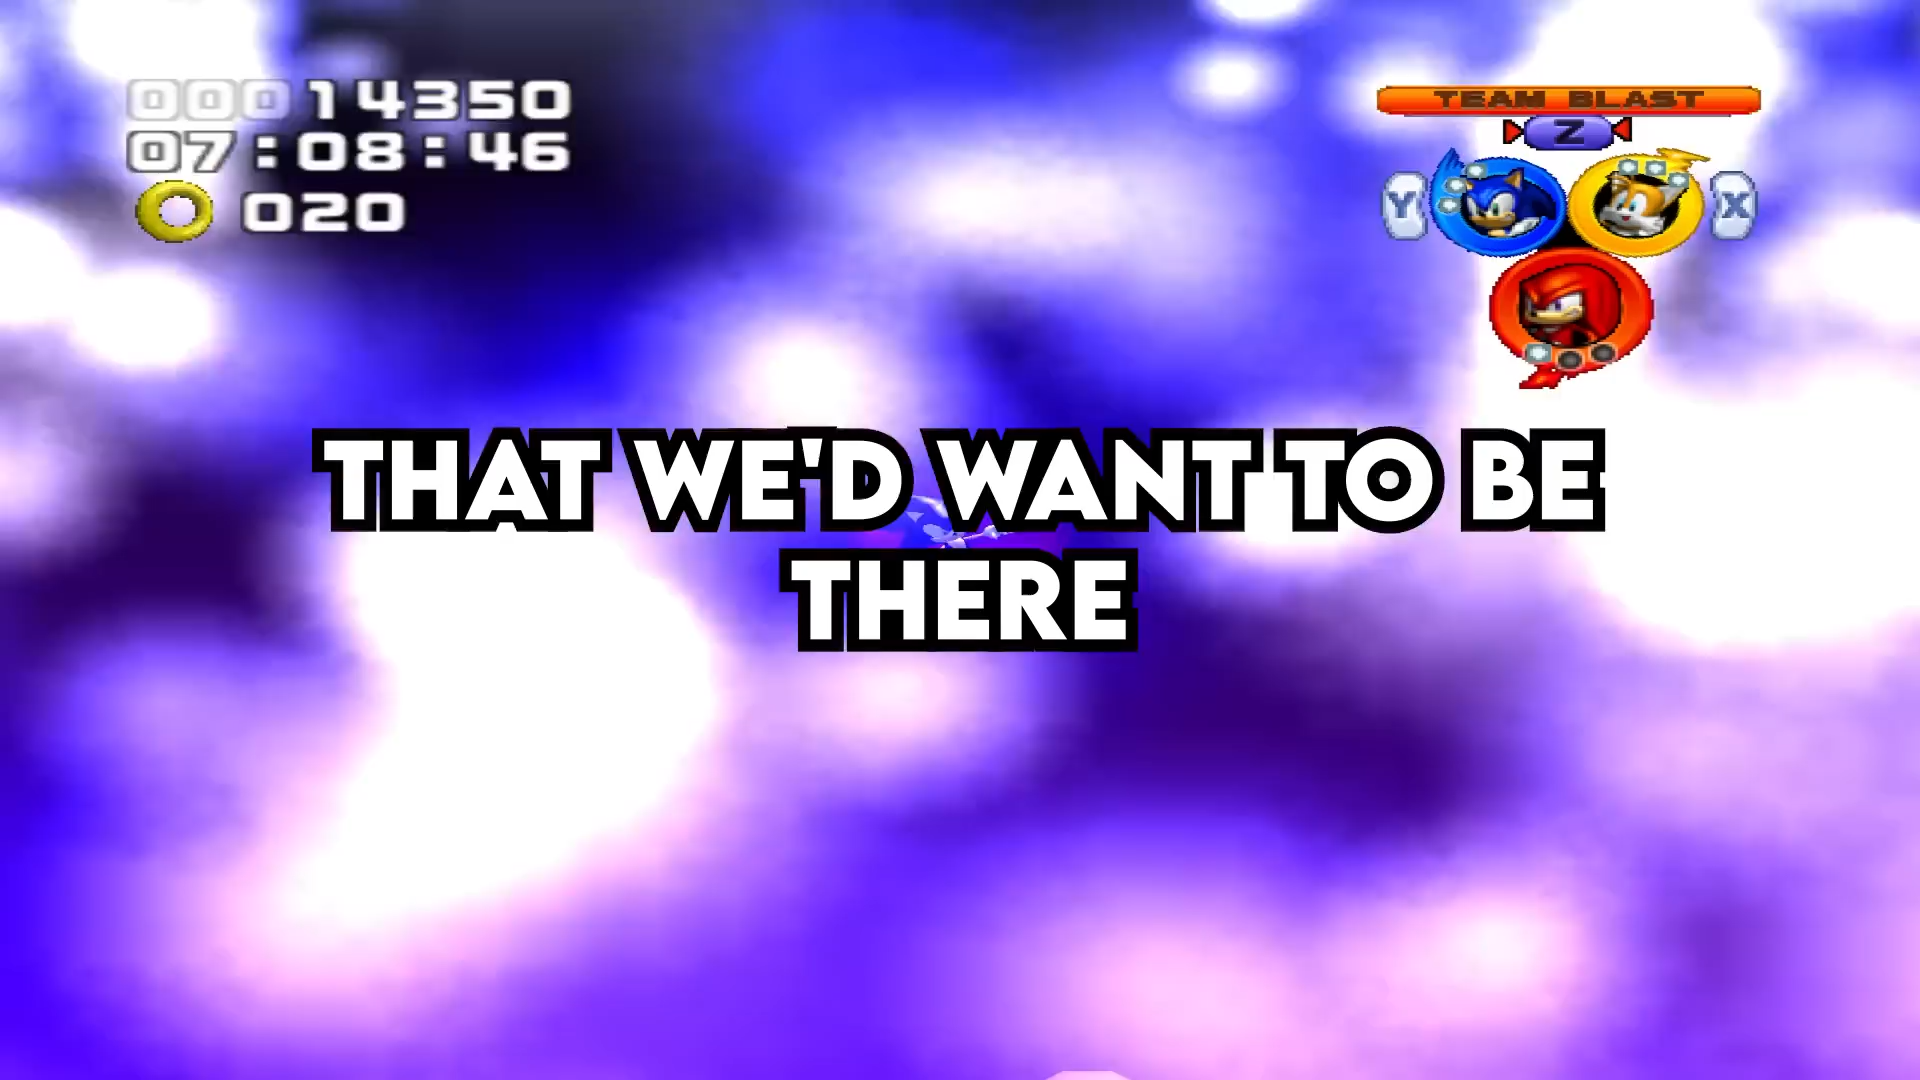 00014350
TEAM BLAST
07:08:46
Z
Y
X
020
THAT WE'D WANT TO BE
THERE